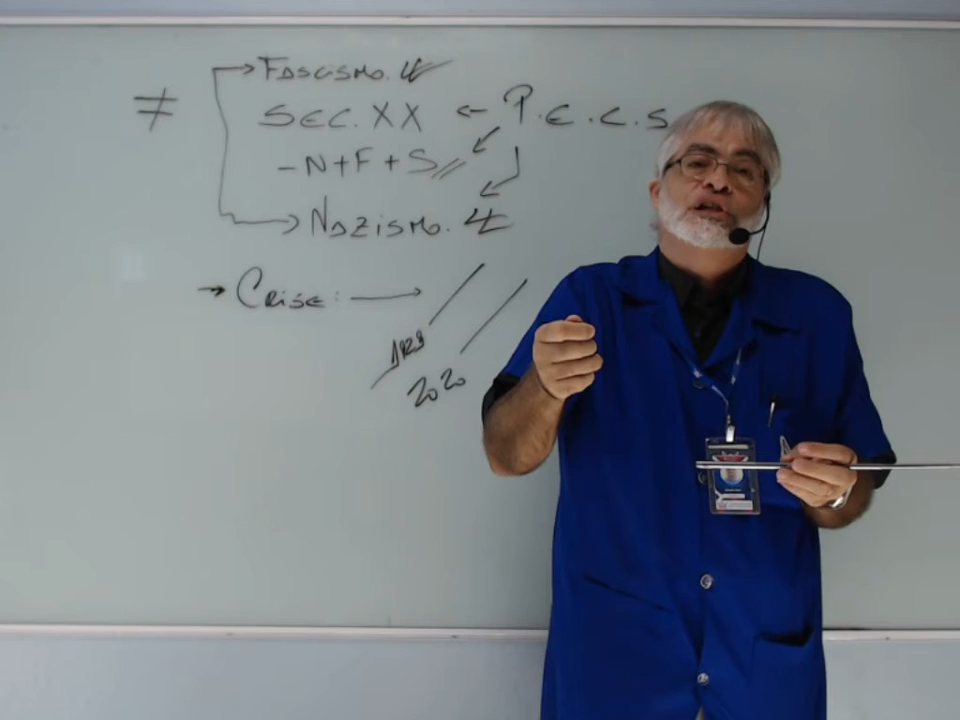 ≠ → Fascismo.
SEC. XX ← P.E.C.S
- N + F + S
→ Nazismo.
→ Crise: →
1929
2020